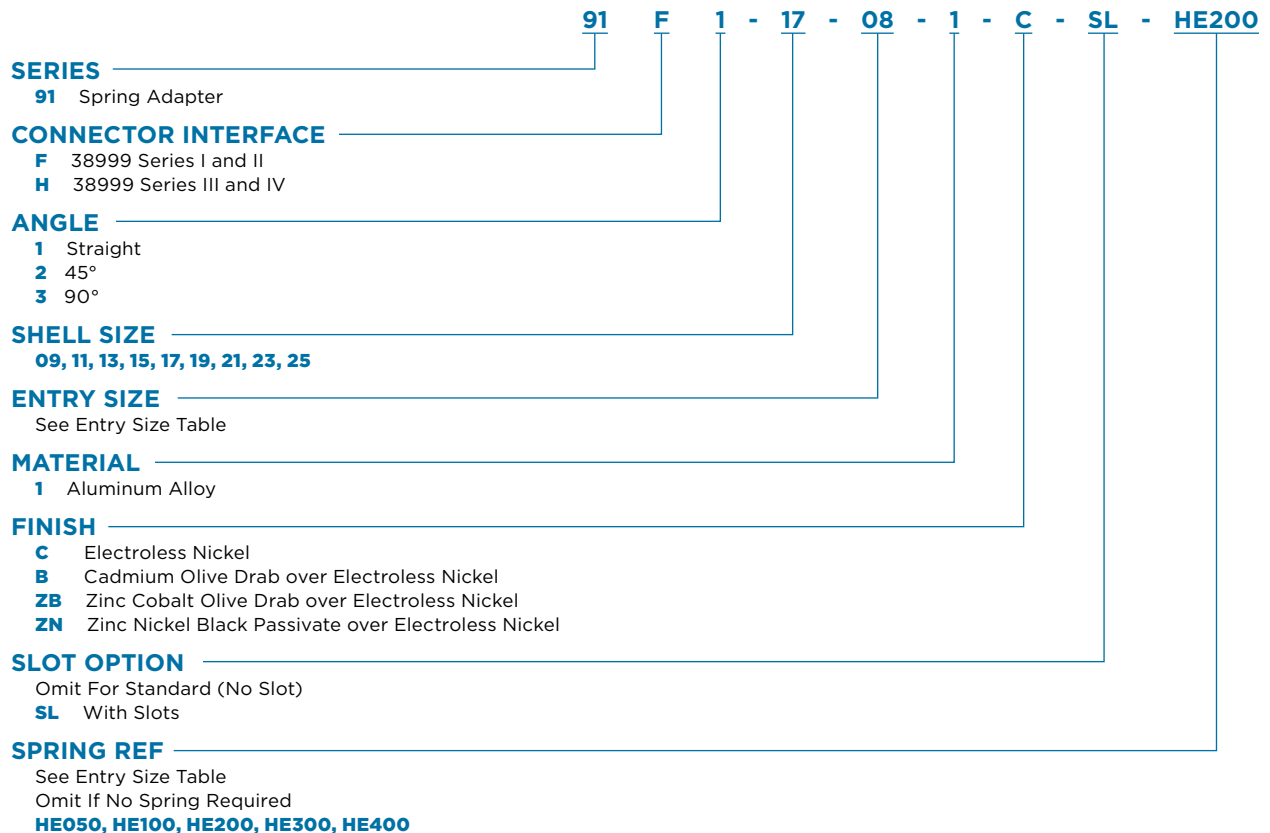 91 F 1 - 17 - 08 - 1 - C - SL - HE200
SERIES
91 Spring Adapter
CONNECTOR INTERFACE
F 38999 Series I and II
H 38999 Series III and IV
ANGLE
1 Straight
2 45°
3 90°
SHELL SIZE
09, 11, 13, 15, 17, 19, 21, 23, 25
ENTRY SIZE
See Entry Size Table
MATERIAL
1 Aluminum Alloy
FINISH
C Electroless Nickel
B Cadmium Olive Drab over Electroless Nickel
ZB Zinc Cobalt Olive Drab over Electroless Nickel
ZN Zinc Nickel Black Passivate over Electroless Nickel
SLOT OPTION
Omit For Standard (No Slot)
SL With Slots
SPRING REF
See Entry Size Table
Omit If No Spring Required
HE050, HE100, HE200, HE300, HE400